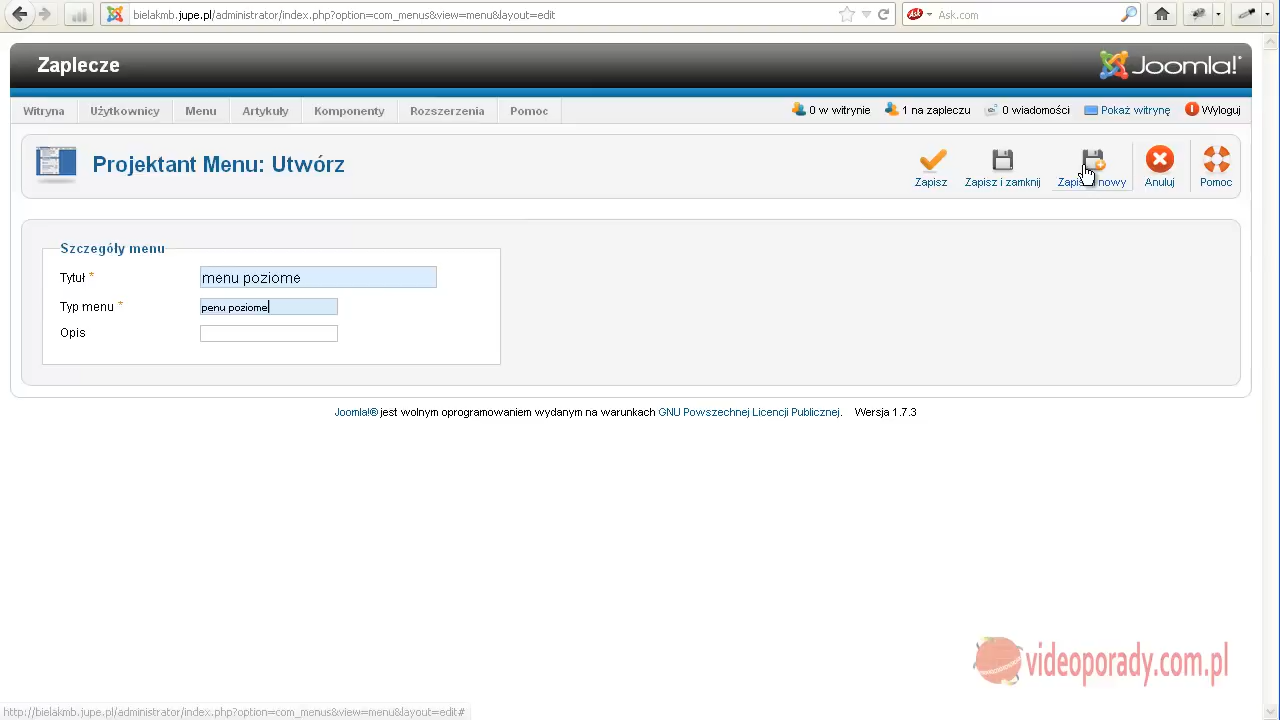 bielakmb.jupe.pl/administrator/index.php?option=com_menus&view=menu&layout=edit
Ask.com
Zaplecze
Joomla!
Witryna Użytkownicy Menu Artykuły Komponenty Rozszerzenia Pomoc
0 w witrynie 1 na zapleczu 0 wiadomości Pokaż witrynę Wyloguj
Projektant Menu: Utwórz
Zapisz Zapisz i zamknij Zapisz nowy Anuluj Pomoc
Szczegóły menu
Tytuł * menu poziome
Typ menu * penu poziome
Opis
Joomla!® jest wolnym oprogramowaniem wydanym na warunkach GNU Powszechnej Licencji Publicznej. Wersja 1.7.3
videoporady.com.pl
http://bielakmb.jupe.pl/administrator/index.php?option=com_menus&view=menu&layout=edit#